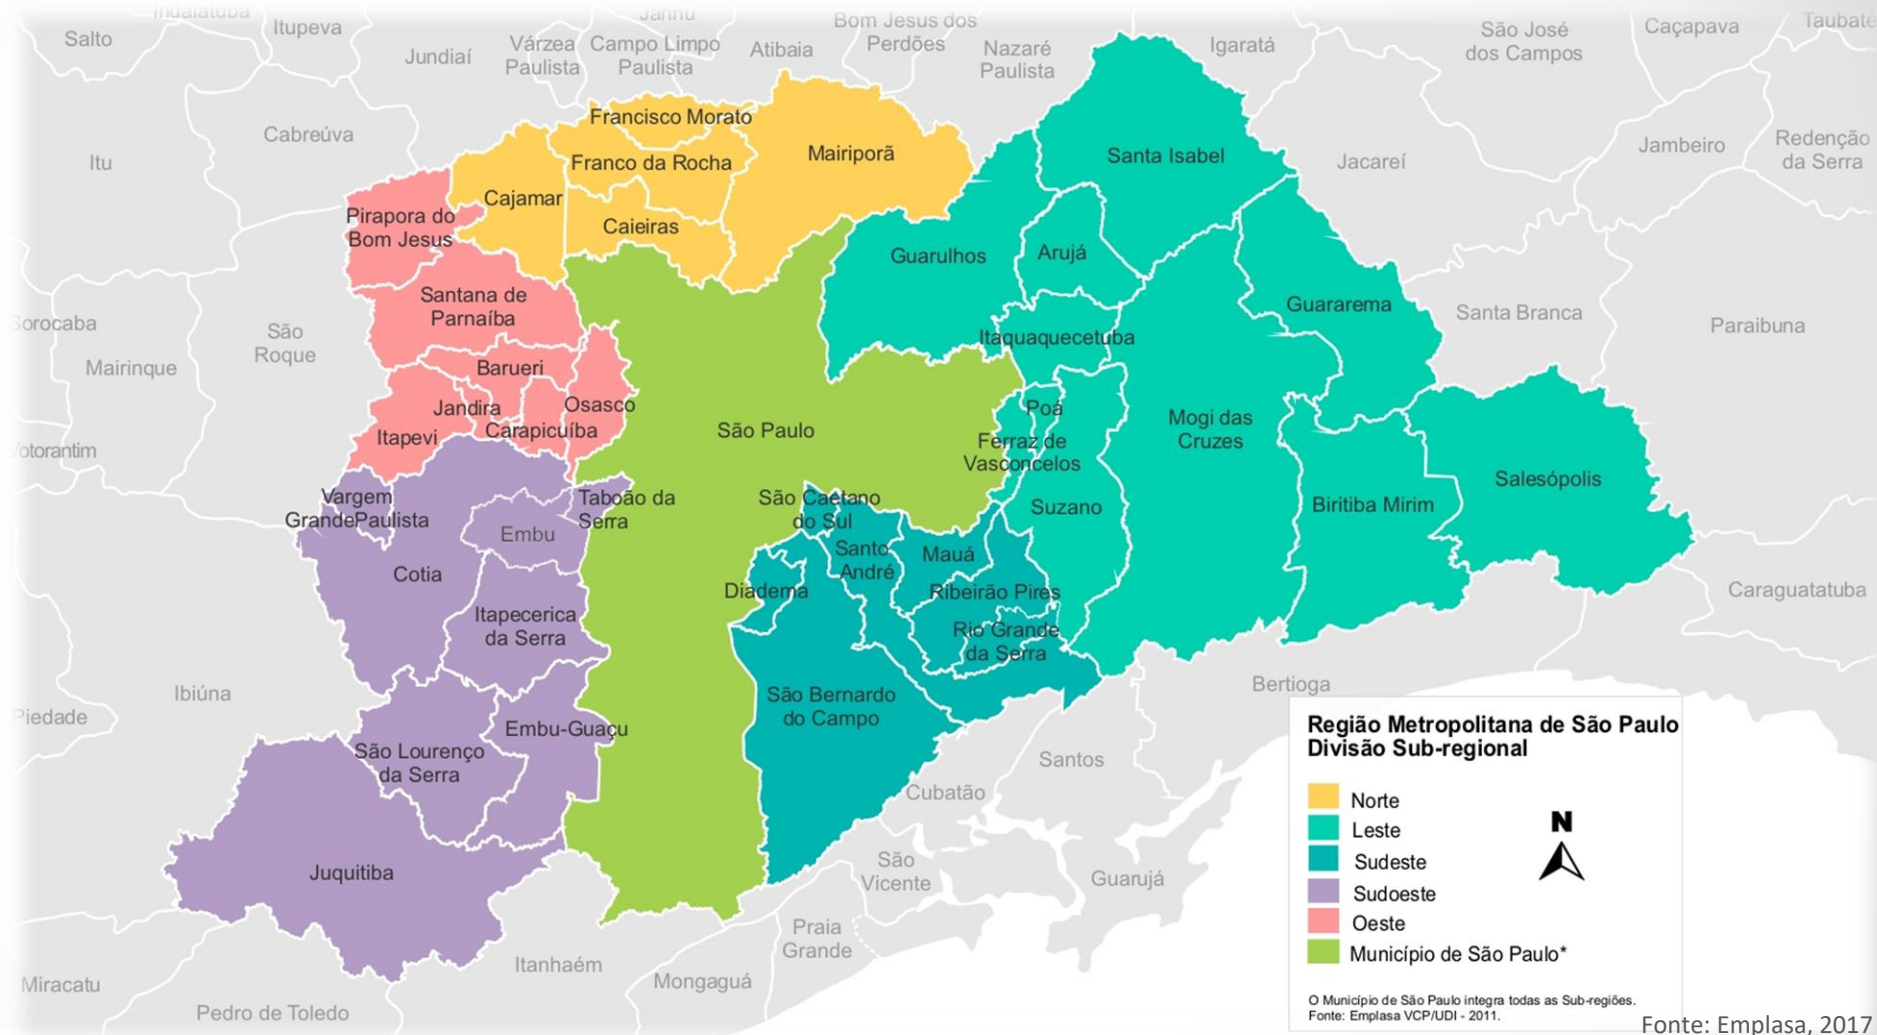 Indaiatuba
Salto
Itupeva
Jundiaí
Várzea
Paulista
Campo Limpo
Paulista
Atibaia
Bom Jesus dos
Perdões
Nazaré
Paulista
Igaratá
São José
dos Campos
Caçapava
Taubaté
Cabreúva
Itu
Francisco Morato
Franco da Rocha
Mairiporã
Cajamar
Caieiras
Santa Isabel
Jacareí
Jambeiro
Redenção
da Serra
Pirapora do
Bom Jesus
Guarulhos
Arujá
Santana de
Parnaíba
Guararema
Santa Branca
Paraibuna
Sorocaba
São
Roque
Mairinque
Itaquaquecetuba
Barueri
Jandira
Osasco
Carapicuíba
Itapevi
São Paulo
Poá
Ferraz de
Vasconcelos
Mogi das
Cruzes
Suzano
Biritiba Mirim
Salesópolis
Votorantim
Vargem
GrandePaulista
Taboão da
Serra
Embu
Cotia
São Caetano
do Sul
Santo
André
Mauá
Diadema
Ribeirão Pires
Rio Grande
da Serra
Caraguatatuba
Itapecerica
da Serra
Ibiúna
Piedade
São Bernardo
do Campo
Embu-Guaçu
São Lourenço
da Serra
Bertioga
Santos
Cubatão
Juquitiba
São
Vicente
Guarujá
Praia
Grande
Itanhaém
Mongaguá
Miracatu
Pedro de Toledo
Região Metropolitana de São Paulo
Divisão Sub-regional
Norte
Leste
Sudeste
Sudoeste
Oeste
Município de São Paulo*
N
O Município de São Paulo integra todas as Sub-regiões.
Fonte: Emplasa VCP/UDI - 2011.
Fonte: Emplasa, 2017